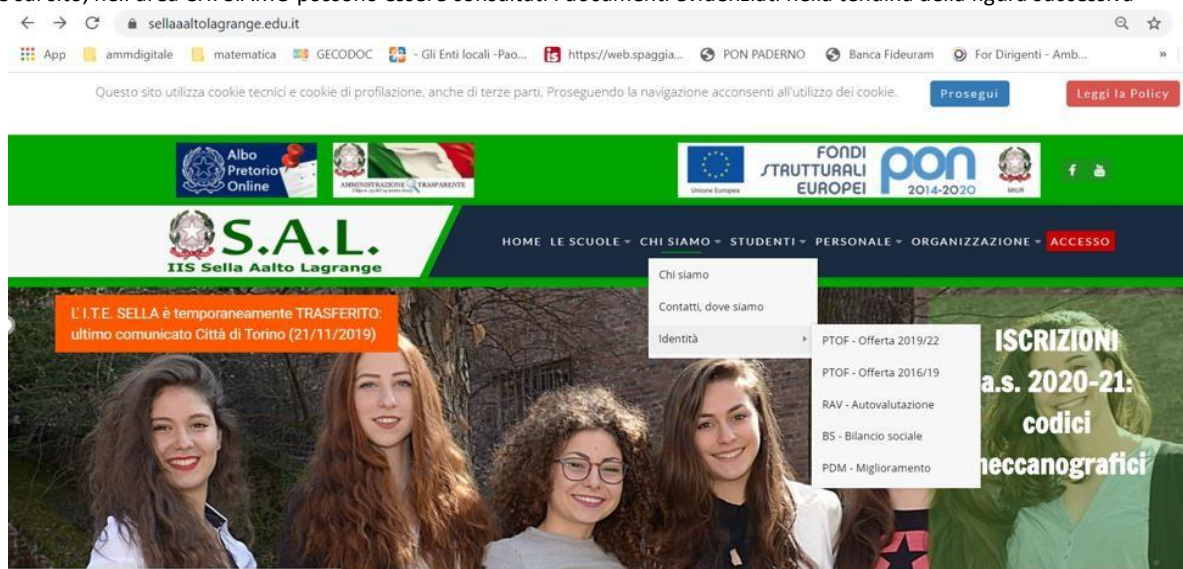 sellaaaltolagrange.edu.it
App ammdigitale matematica GECODOC - Gli Enti locali -Pao... https://web.spaggia... PON PADERNO Banca Fideuram For Dirigenti - Amb... »
Questo sito utilizza cookie tecnici e cookie di profilazione, anche di terze parti. Proseguendo la navigazione acconsenti all'utilizzo dei cookie. Prosegui Leggi la Policy
Albo
Pretorio
Online
AMMINISTRAZIONE TRASPARENTE
Unione Europea
FONDI
STRUTTURALI
EUROPEI
pon
2014-2020
MIUR
S.A.L.
IIS Sella Aalto Lagrange
HOME LE SCUOLE CHI SIAMO STUDENTI PERSONALE ORGANIZZAZIONE ACCESSO
Chi siamo
Contatti, dove siamo
Identità
PTOF - Offerta 2019/22
PTOF - Offerta 2016/19
RAV - Autovalutazione
BS - Bilancio sociale
PDM - Miglioramento
L' I.T.E. SELLA è temporaneamente TRASFERITO:
ultimo comunicato Città di Torino (21/11/2019)
ISCRIZIONI
a.s. 2020-21:
codici
meccanografici